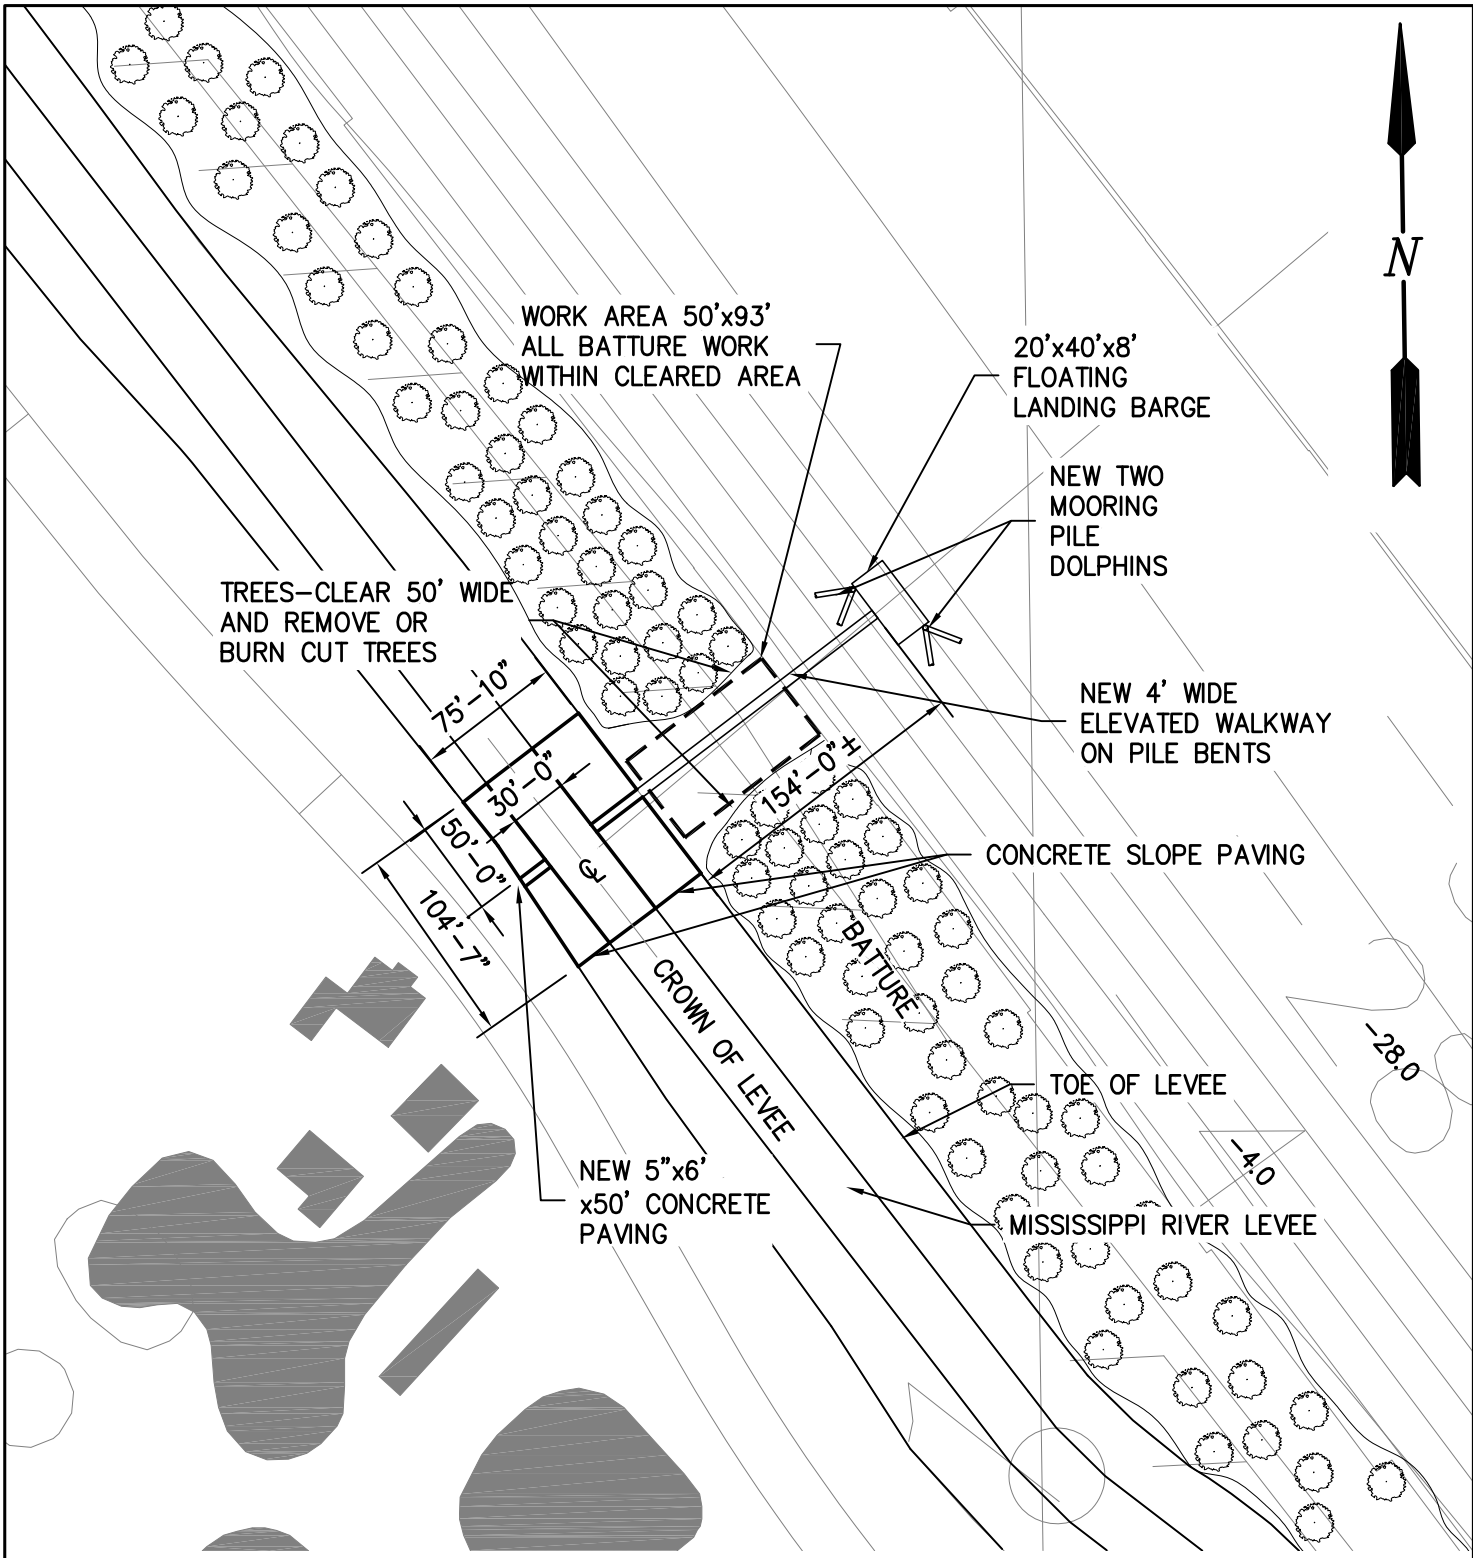 N
WORK AREA 50'x93'
ALL BATTURE WORK
WITHIN CLEARED AREA
20'x40'x8'
FLOATING
LANDING BARGE
NEW TWO
MOORING
PILE
DOLPHINS
TREES-CLEAR 50' WIDE
AND REMOVE OR
BURN CUT TREES
75'-10"
NEW 4' WIDE
ELEVATED WALKWAY
ON PILE BENTS
30'-0"
154'-0"±
50'-0"
104'-7"
℄
CONCRETE SLOPE PAVING
BATTURE
CROWN OF LEVEE
-28.0
TOE OF LEVEE
-4.0
NEW 5"x6'
x50' CONCRETE
PAVING
MISSISSIPPI RIVER LEVEE